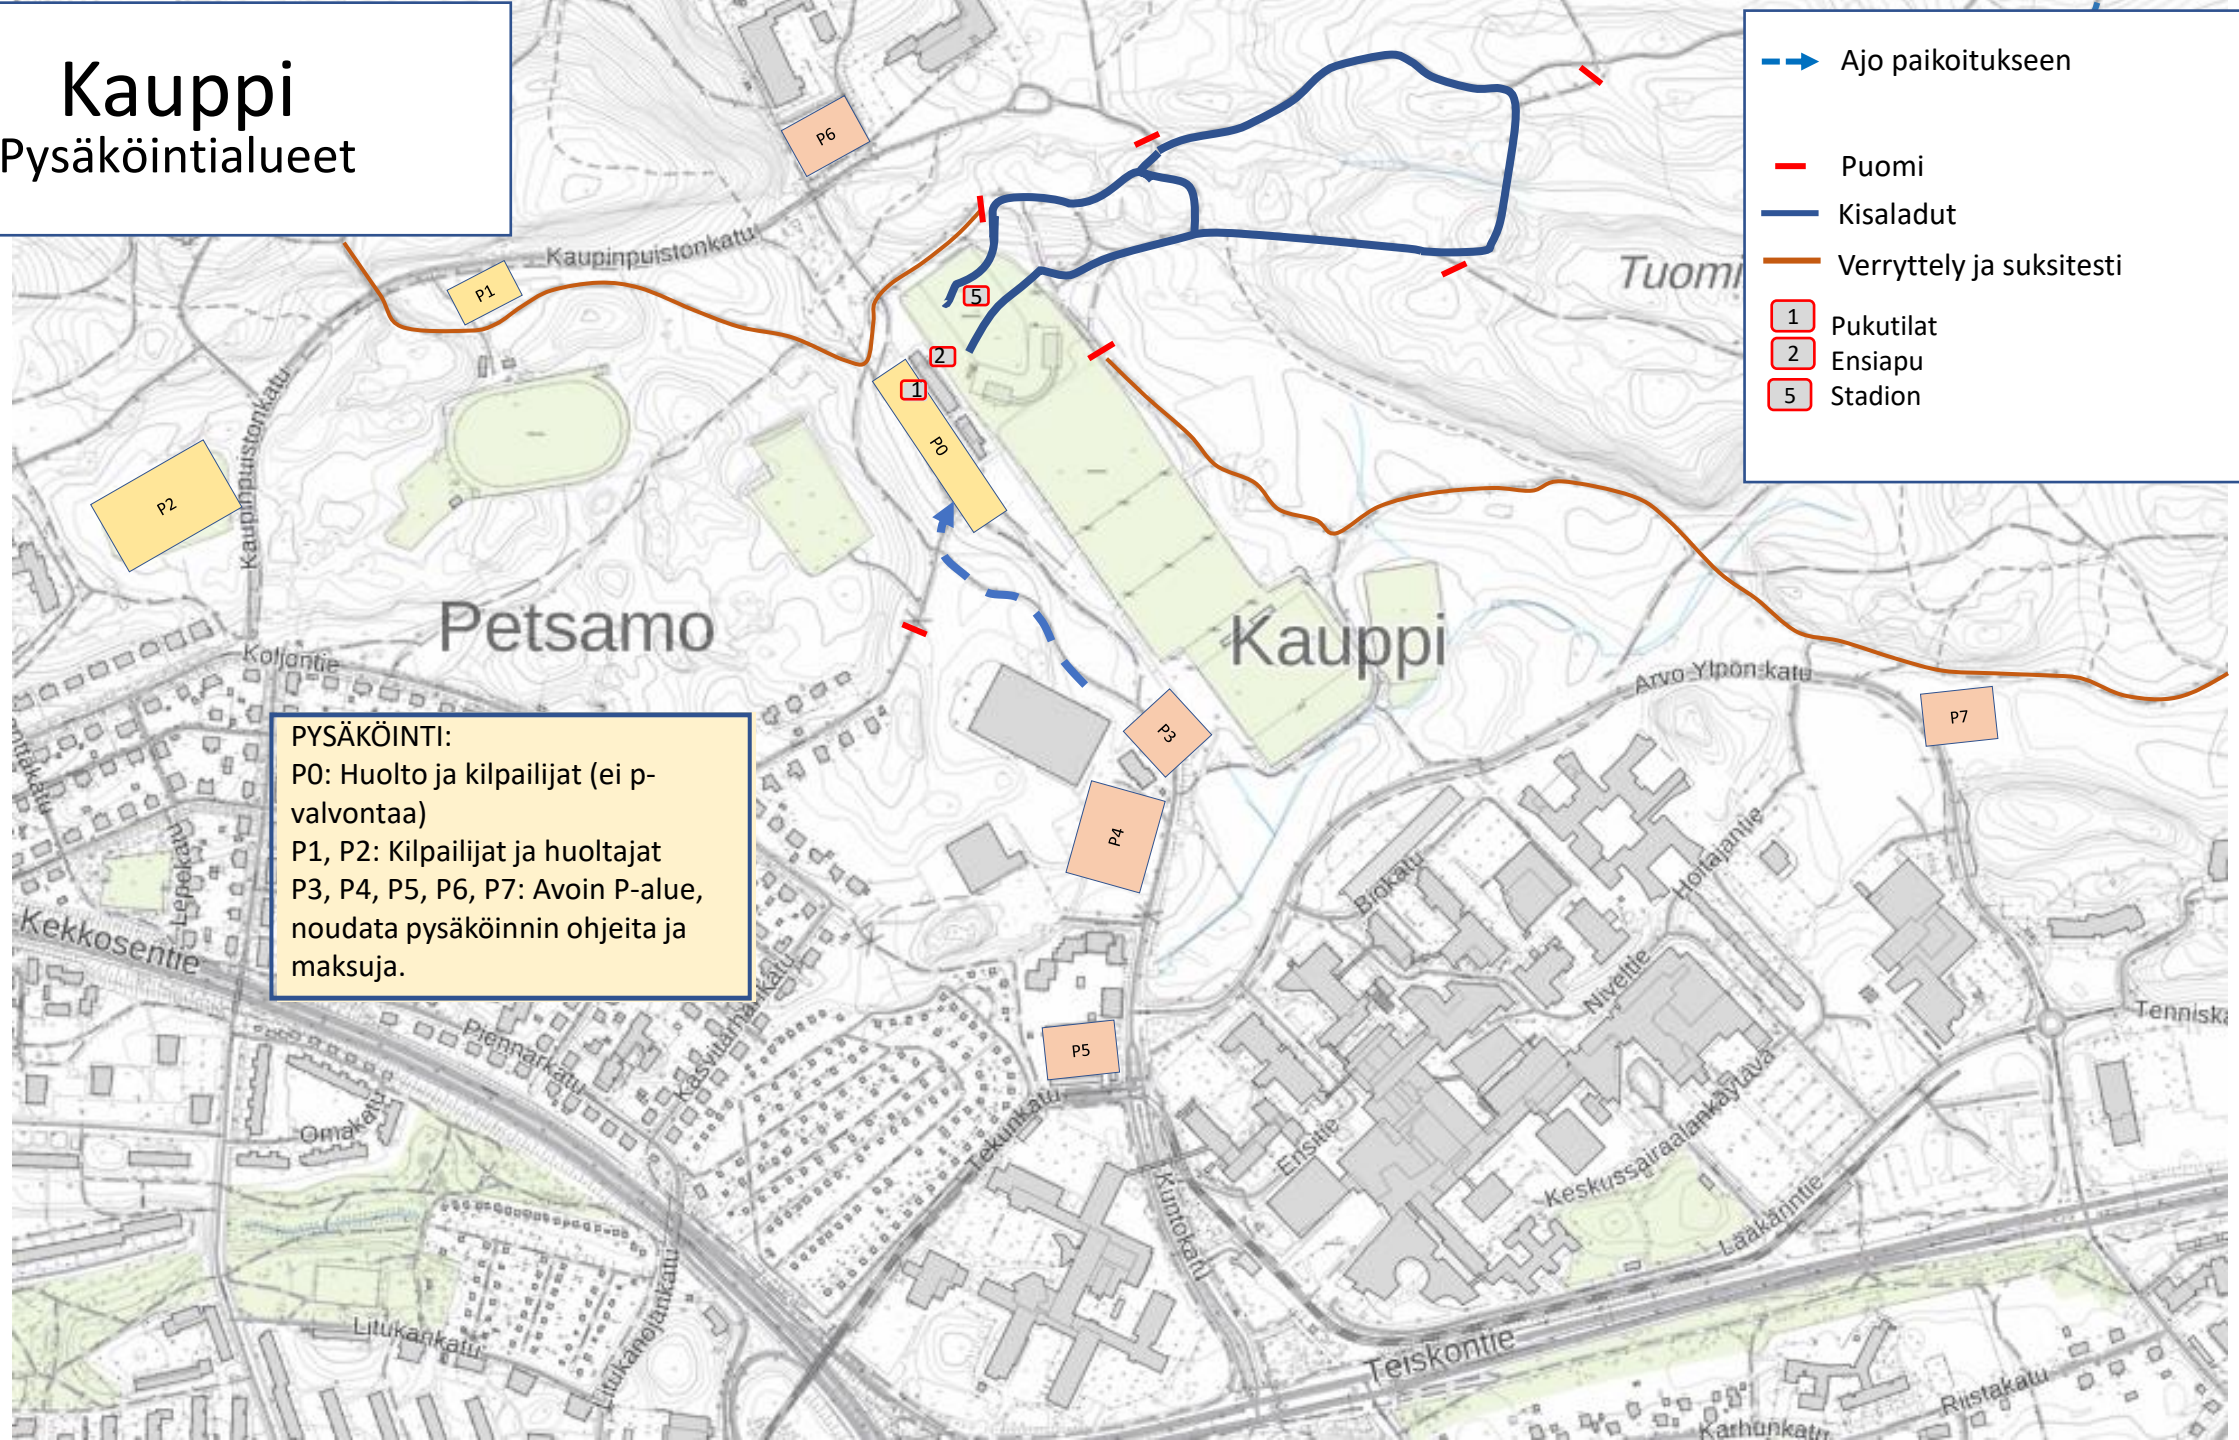 Kauppi
Pysäköintialueet
Ajo paikoitukseen
Puomi
Kisaladut
Verryttely ja suksitesti
1 Pukutilat
2 Ensiapu
5 Stadion
P6
Kaupinpuistonkatu
P1
5
2
1
P0
P2
Kaupinpuistonkatu
Tuomi
Petsamo
Kauppi
Koljontie
Arvo Ylpön katu
P7
P3
P4
PYSÄKÖINTI:
P0: Huolto ja kilpailijat (ei p-
valvontaa)
P1, P2: Kilpailijat ja huoltajat
P3, P4, P5, P6, P7: Avoin P-alue,
noudata pysäköinnin ohjeita ja
maksuja.
Lepolankatu
Kekkosentie
Biokatu
Hoitajantie
Niveltie
Tenniska
P5
Piennarkatu
Kasvitarhankatu
Omakatu
Tekunkatu
Kuntokatu
Ensitie
Keskussairaalankäytävä
Lääkärintie
Litukankatu
Litukanojankatu
Teiskontie
Riistakatu
Karhunkatu